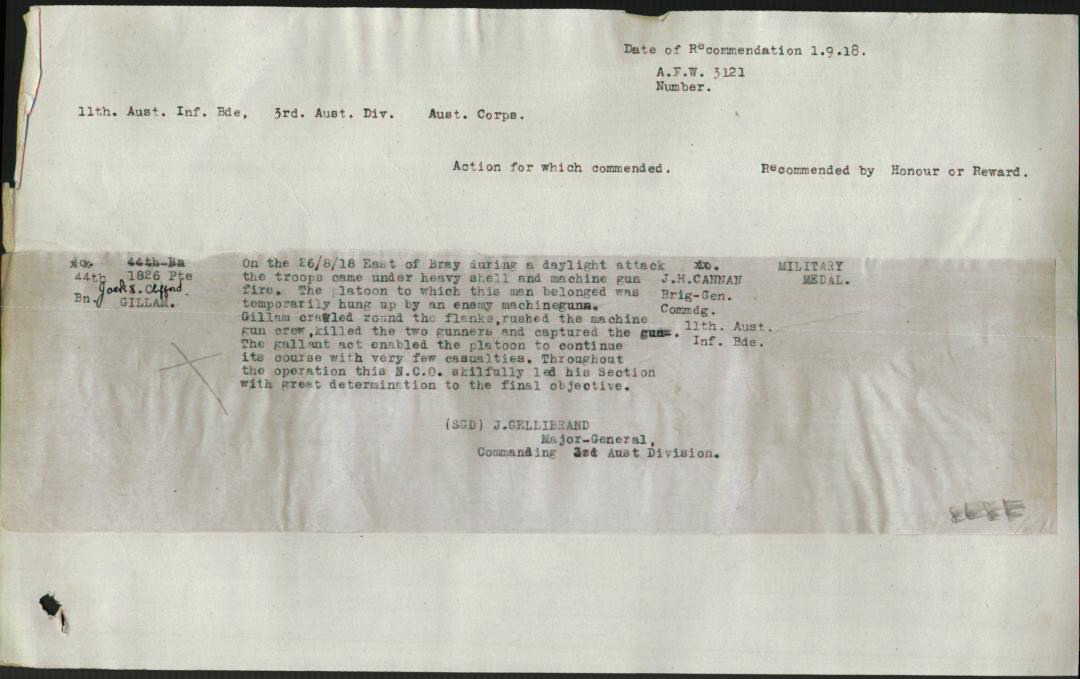 Date of Recommendation 1.9.18.
A.F.W. 3121
Number.
11th. Aust. Inf. Bde, 3rd. Aust. Div. Aust. Corps.
Action for which commended. Recommended by Honour or Reward.
44th Bn
44th 1826 Pte
Bn. GILLAM.
On the 26/8/18 East of Bray during a daylight attack
the troops came under heavy shell and machine gun
fire. The platoon to which this man belonged was
temporarily hung up by an enemy machineguns.
Gillam crawled round the flanks,rushed the machine
gun crew,killed the two gunners and captured the guns.
The gallant act enabled the platoon to continue
its course with very few casualties. Throughout
the operation this N.C.O. skilfully led his Section
with great determination to the final objective.
J.H.CANNAN
Brig-Gen.
Commdg.
11th. Aust.
Inf. Bde.
MILITARY
MEDAL.
(SGD) J.GELLIBRAND
Major-General,
Commanding 3rd Aust Division.